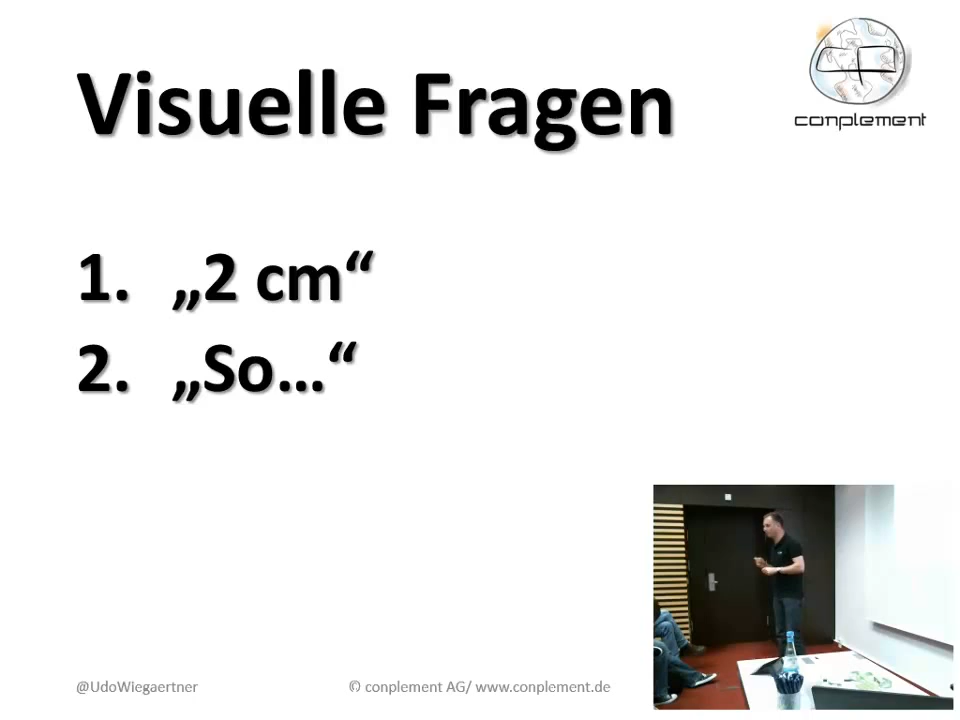 Visuelle Fragen
conplement
1. „2 cm“
2. „So…“
@UdoWiegaertner
© conplement AG/ www.conplement.de